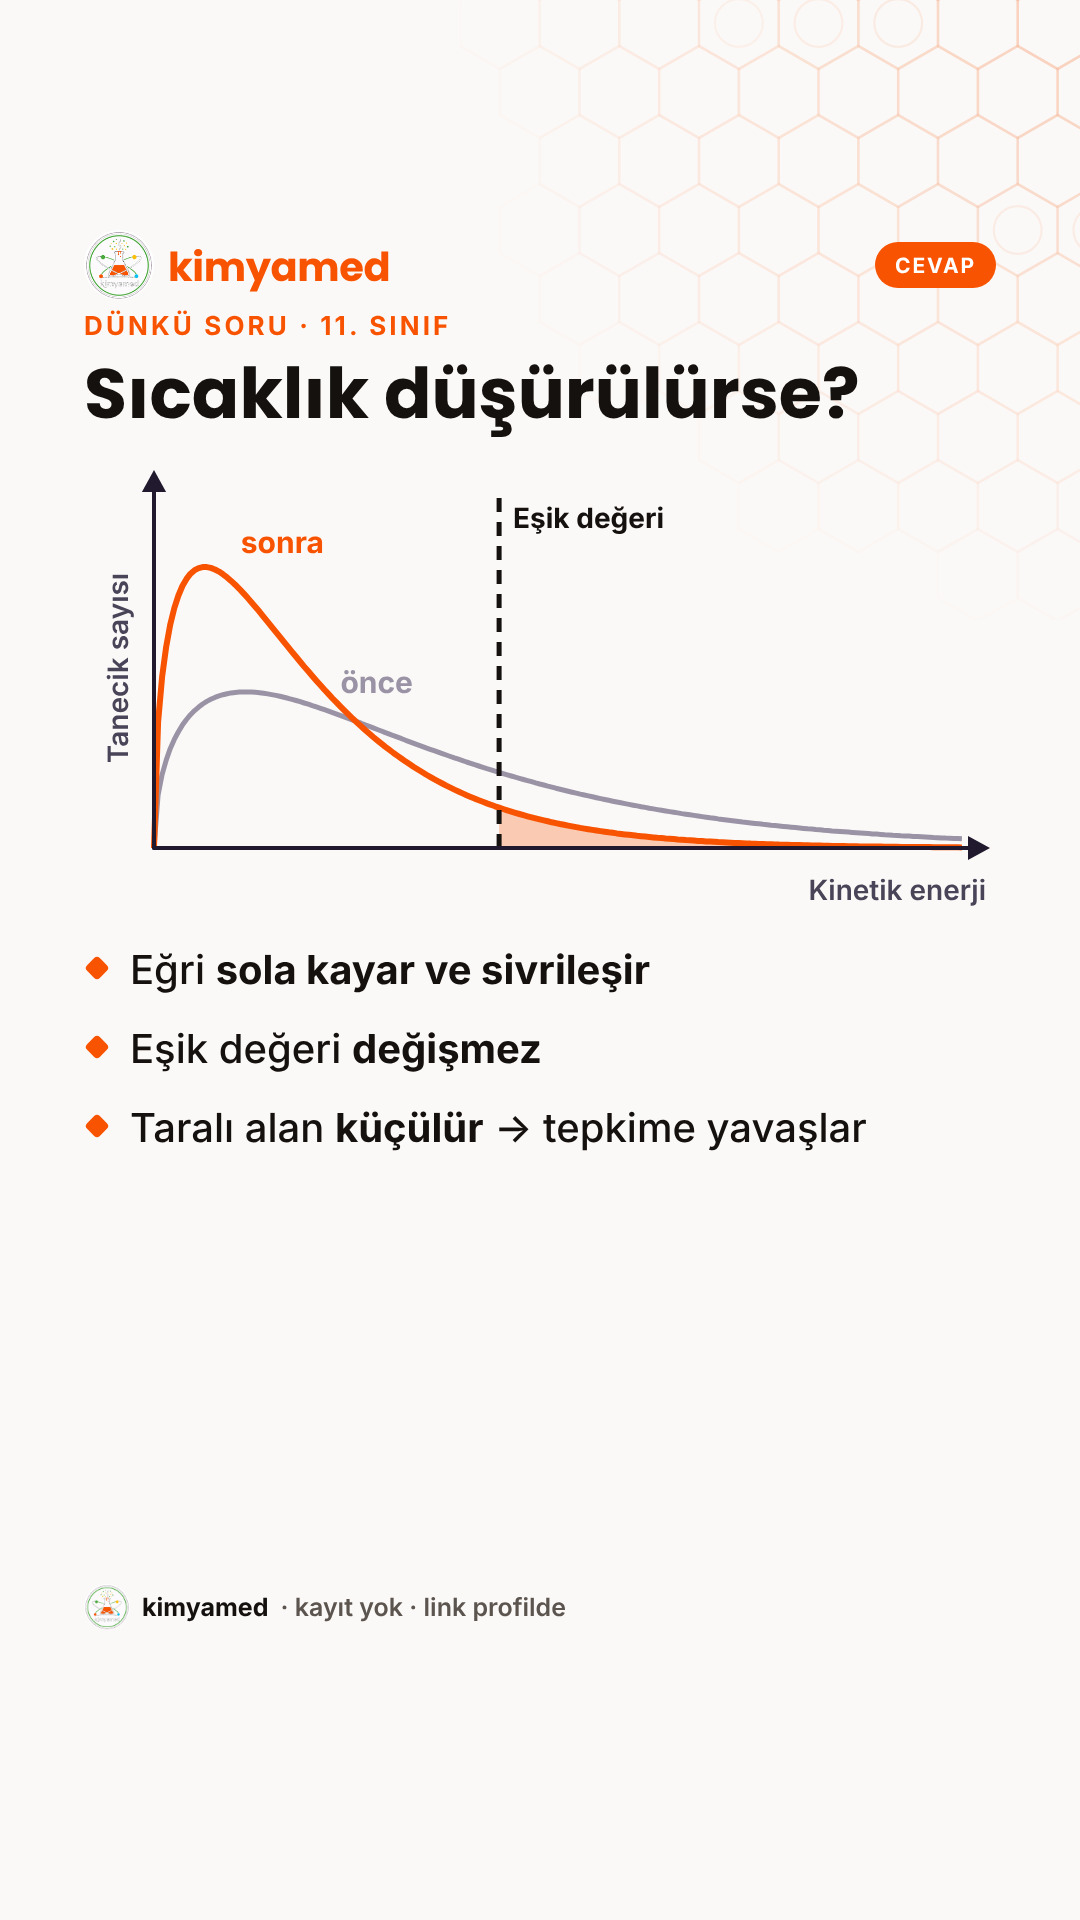 kimyamed
CEVAP
DÜNKÜ SORU · 11. SINIF
Sıcaklık düşürülürse?
Eşik değeri
sonra
önce
Tanecik sayısı
Kinetik enerji
Eğri sola kayar ve sivrileşir
Eşik değeri değişmez
Taralı alan küçülür → tepkime yavaşlar
kimyamed · kayıt yok · link profilde